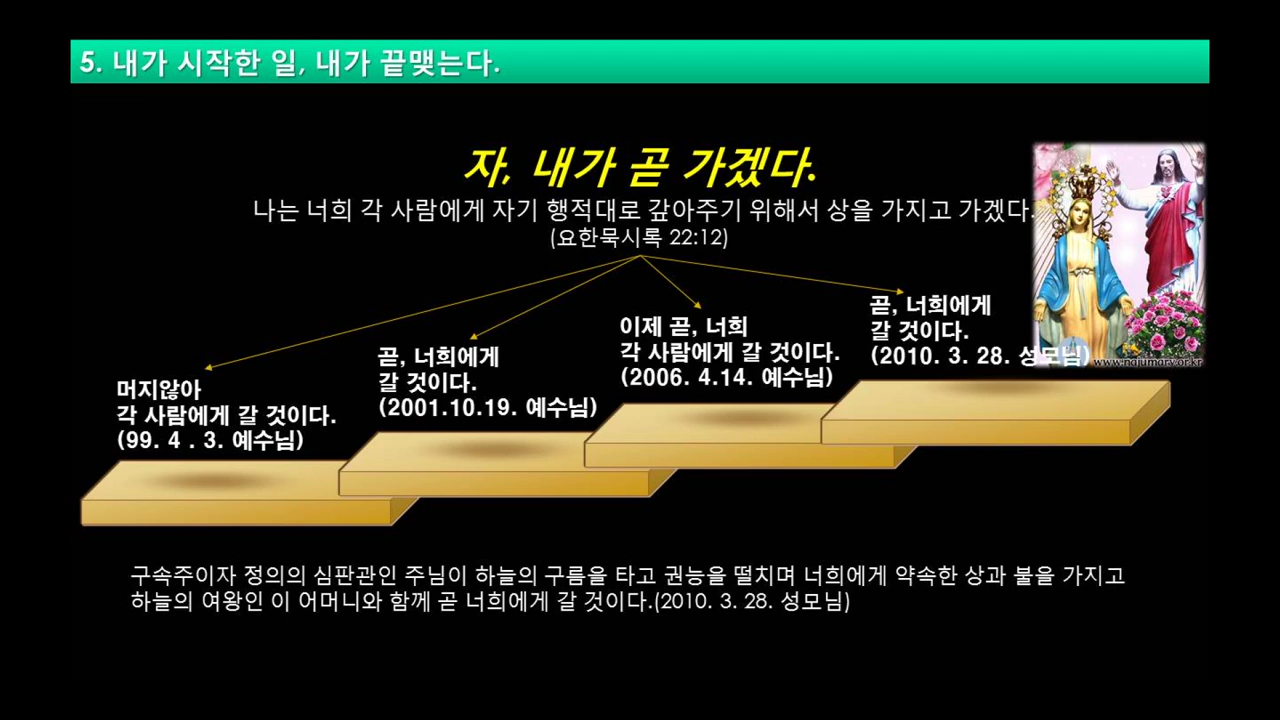 5. 내가 시작한 일, 내가 끝맺는다.
자, 내가 곧 가겠다.
나는 너희 각 사람에게 자기 행적대로 갚아주기 위해서 상을 가지고 가겠다.
(요한묵시록 22:12)
머지않아
각 사람에게 갈 것이다.
(99. 4 . 3. 예수님)
곧, 너희에게
갈 것이다.
(2001.10.19. 예수님)
이제 곧, 너희
각 사람에게 갈 것이다.
(2006. 4.14. 예수님)
곧, 너희에게
갈 것이다.
(2010. 3. 28. 성모님)
www.najumary.or.kr
구속주이자 정의의 심판관인 주님이 하늘의 구름을 타고 권능을 떨치며 너희에게 약속한 상과 불을 가지고
하늘의 여왕인 이 어머니와 함께 곧 너희에게 갈 것이다.(2010. 3. 28. 성모님)